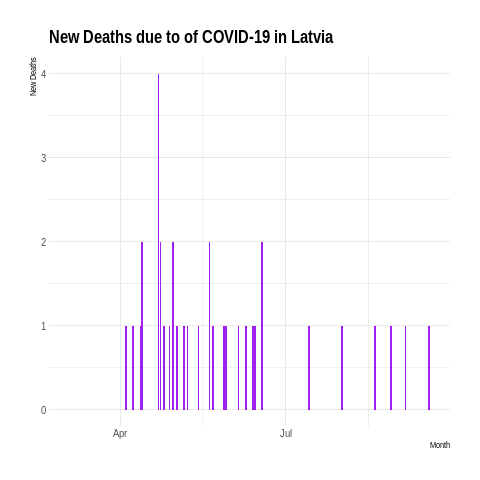 New Deaths due to of COVID-19 in Latvia
New Deaths
4
3
2
1
0
Apr
Jul
Month